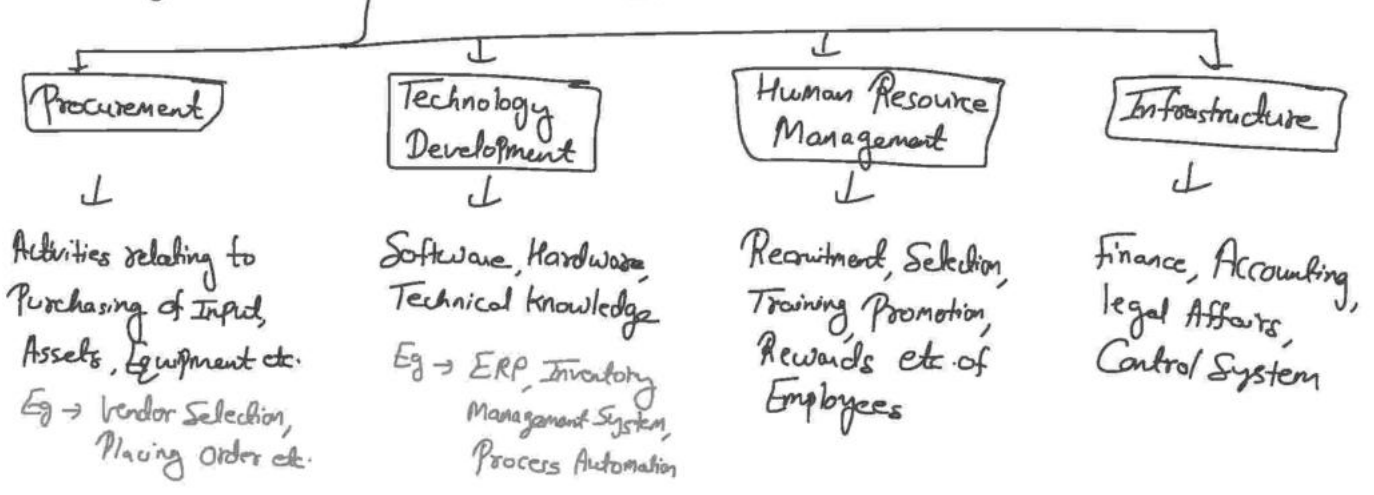 Procurement
Technology
Development
Human Resource
Management
Infrastructure
Activities relating to
Purchasing of Input,
Assets, Equipment etc.
Eg → Vendor Selection,
Placing Order etc.
Software, Hardware,
Technical Knowledge
Eg → ERP, Inventory
Management System,
Process Automation
Recruitment, Selection,
Training, Promotion,
Rewards etc. of
Employees
Finance, Accounting,
legal Affairs,
Control System